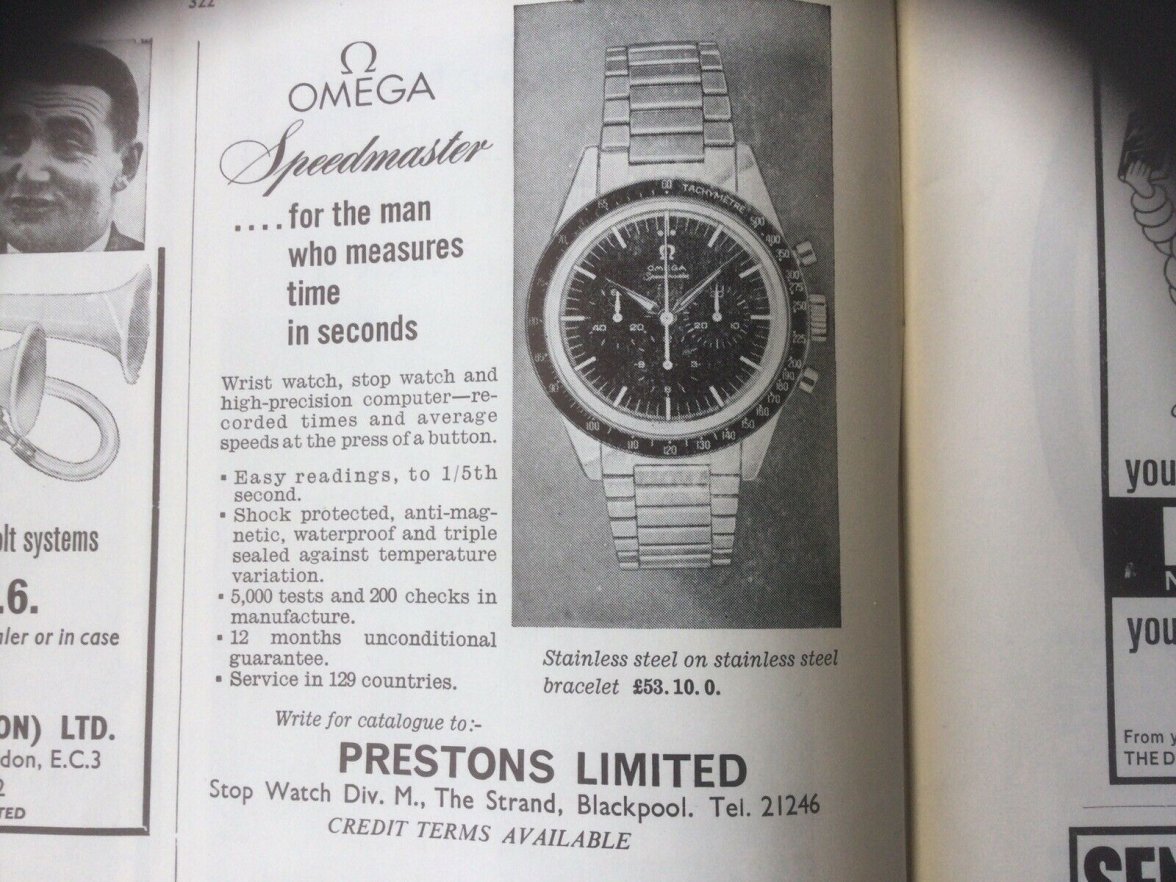 322
Ω
OMEGA
Speedmaster
....for the man
who measures
time
in seconds
Wrist watch, stop watch and
high-precision computer—re-
corded times and average
speeds at the press of a button.
▪ Easy readings, to 1/5th
second.
▪ Shock protected, anti-mag-
netic, waterproof and triple
sealed against temperature
variation.
▪ 5,000 tests and 200 checks in
manufacture.
▪ 12 months unconditional
guarantee.
▪ Service in 129 countries.
TACHYMÈTRE
OMEGA
Speedmaster
Stainless steel on stainless steel
bracelet £53.10.0.
Write for catalogue to:-
PRESTONS LIMITED
Stop Watch Div. M., The Strand, Blackpool. Tel. 21246
CREDIT TERMS AVAILABLE
olt systems
.6.
ler or in case
ON) LTD.
don, E.C.3
2
TED
you
N
you
From y
THE D
SEN